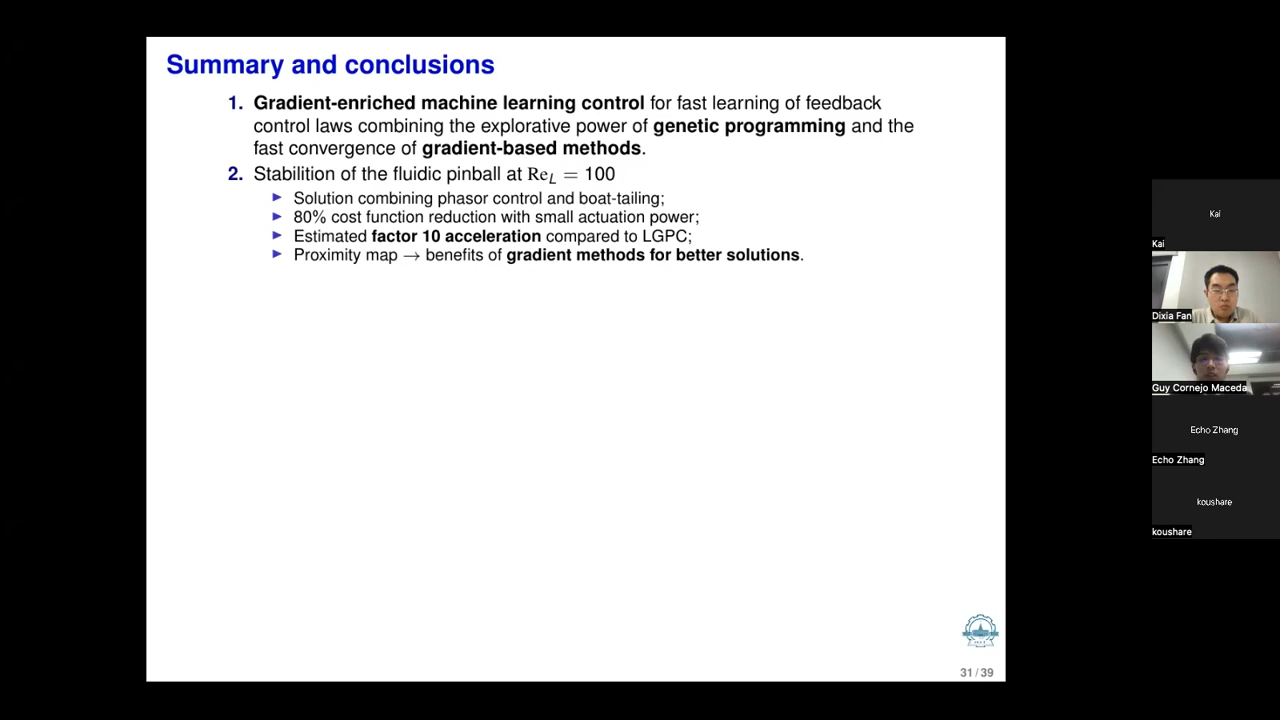 Summary and conclusions
1. Gradient-enriched machine learning control for fast learning of feedback
control laws combining the explorative power of genetic programming and the
fast convergence of gradient-based methods.
2. Stabilition of the fluidic pinball at Re_L = 100
► Solution combining phasor control and boat-tailing;
► 80% cost function reduction with small actuation power;
► Estimated factor 10 acceleration compared to LGPC;
► Proximity map → benefits of gradient methods for better solutions.
31 / 39
Kai
Kai
Dixia Fan
Guy Cornejo Maceda
Echo Zhang
Echo Zhang
koushare
koushare